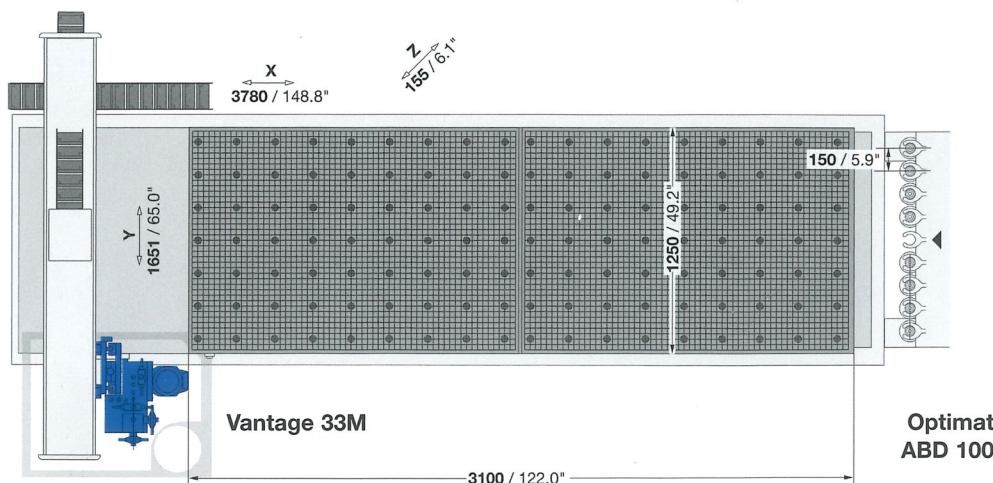 X
3780 / 148.8"
Z
155 / 6.1"
150 / 5.9"
Y
1651 / 65.0"
1250 / 49.2"
Vantage 33M
Optimat
ABD 100
3100 / 122.0"